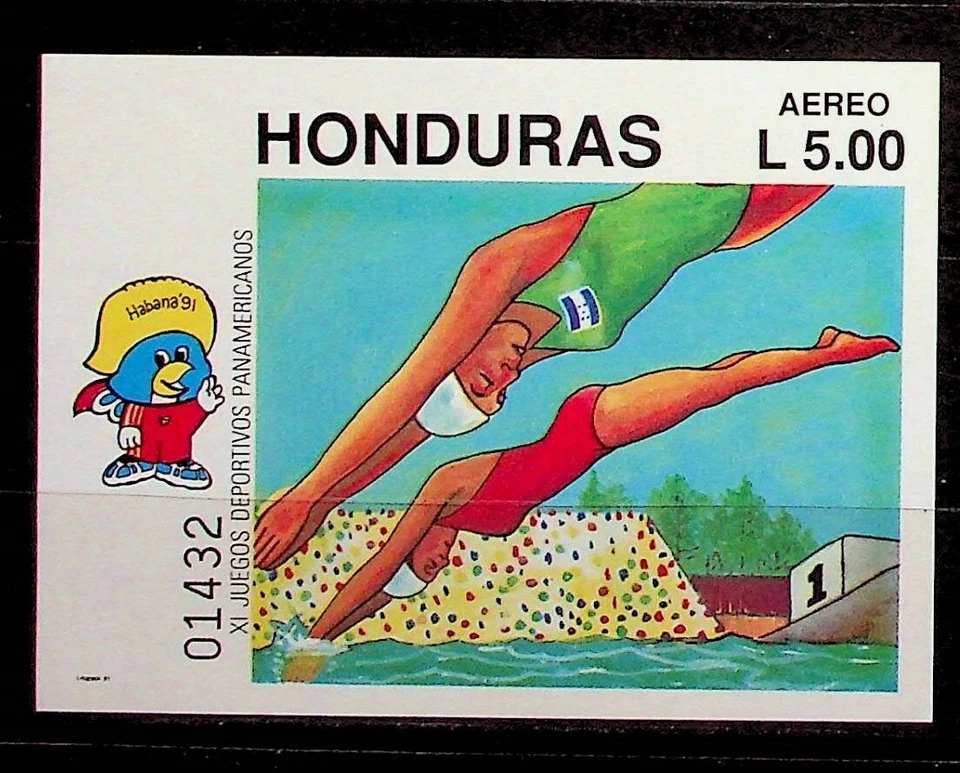 HONDURAS
AEREO
L 5.00
Habana'91
XI JUEGOS DEPORTIVOS PANAMERICANOS
01432
1